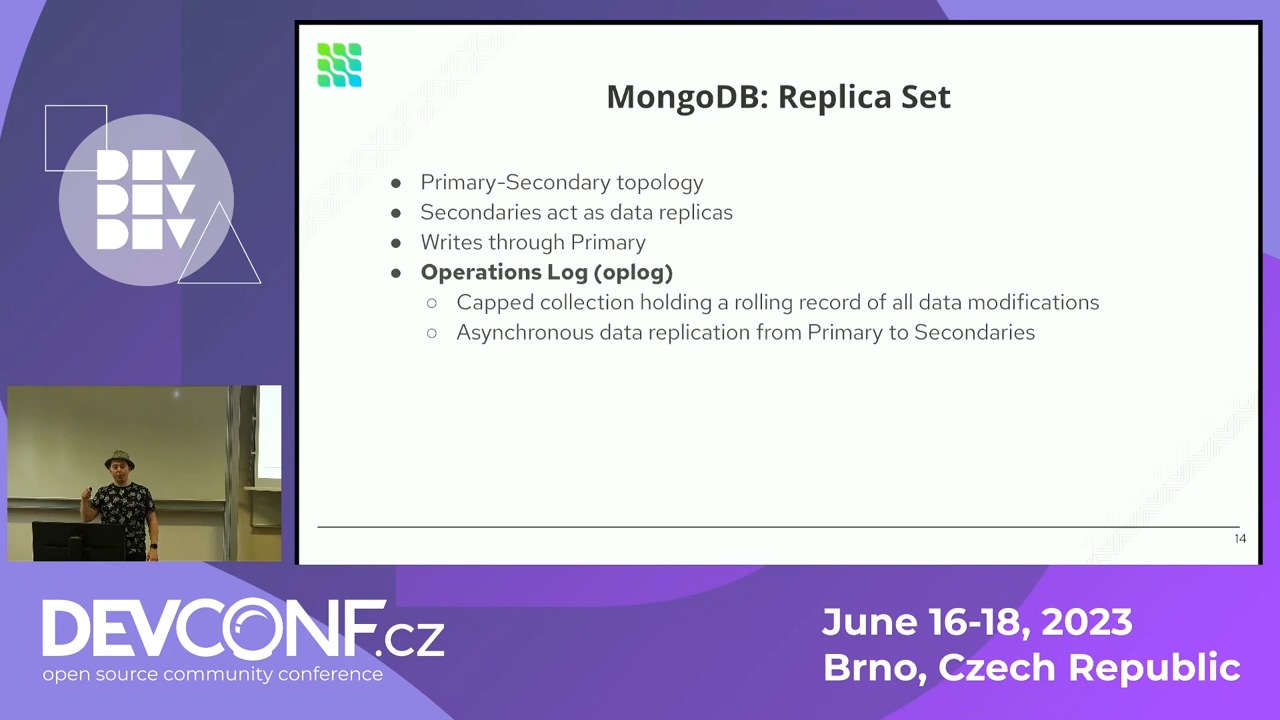 DEV
DEV
DEV
MongoDB: Replica Set
● Primary-Secondary topology
● Secondaries act as data replicas
● Writes through Primary
● Operations Log (oplog)
○ Capped collection holding a rolling record of all data modifications
○ Asynchronous data replication from Primary to Secondaries
14
DEVCONF.cz
open source community conference
June 16-18, 2023
Brno, Czech Republic